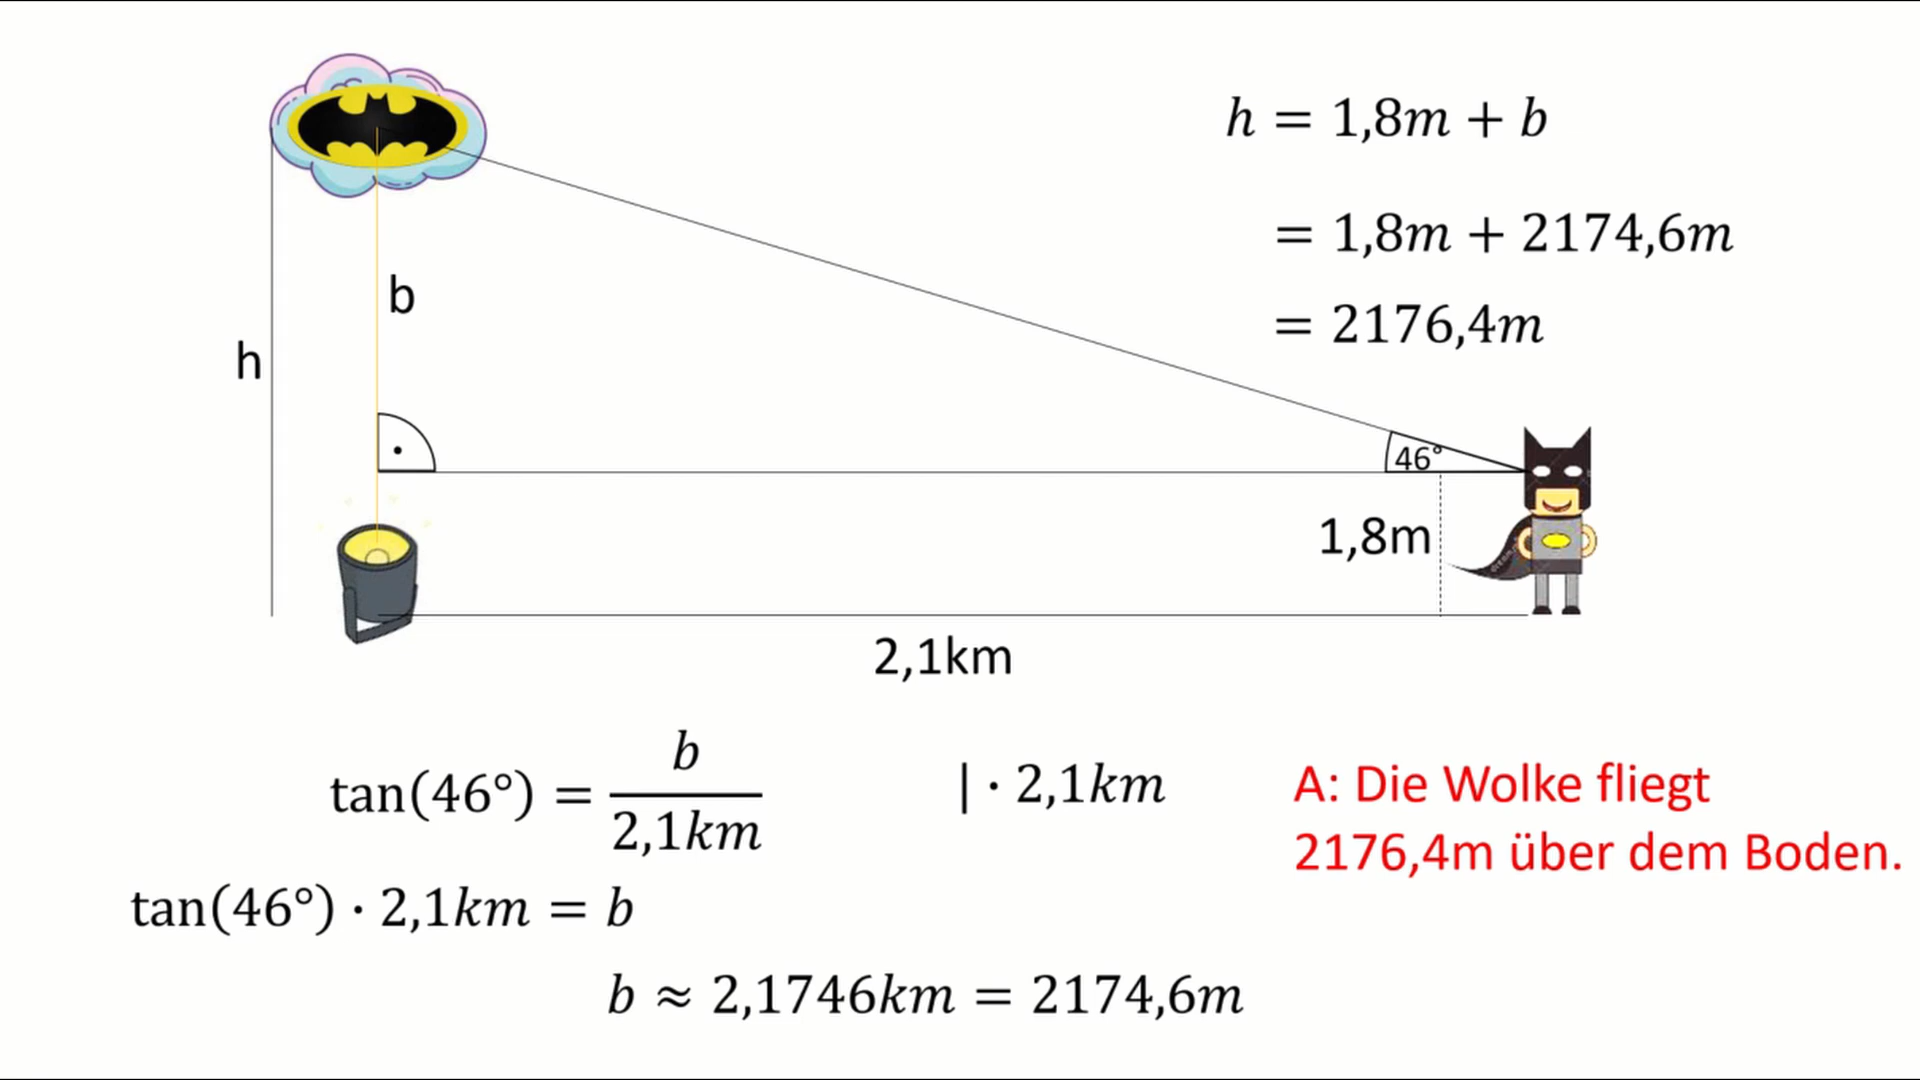 h = 1,8m + b
= 1,8m + 2174,6m
= 2176,4m
b
h
46°
1,8m
2,1km
tan(46°) = b / 2,1km | · 2,1km
tan(46°) · 2,1km = b
b ≈ 2,1746km = 2174,6m
A: Die Wolke fliegt
2176,4m über dem Boden.